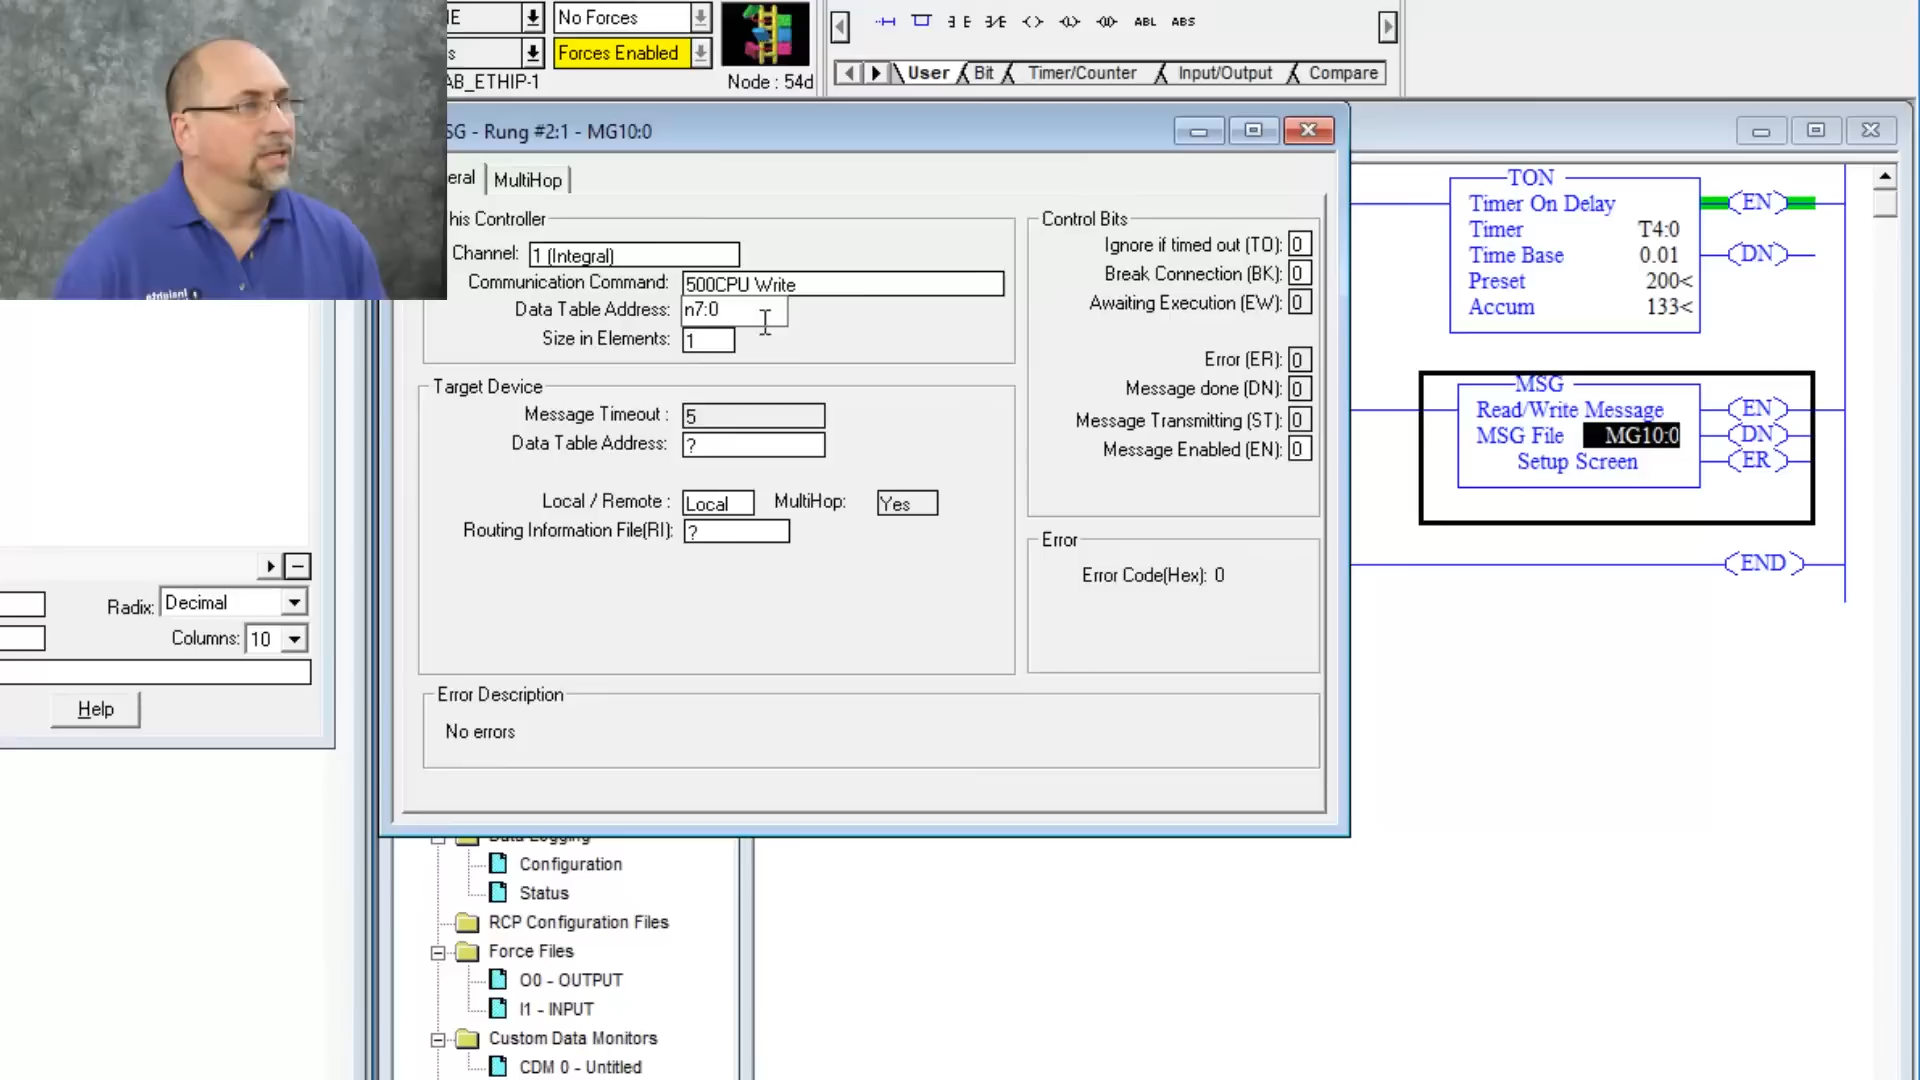 NE
No Forces
s
Forces Enabled
AB_ETHIP-1
Node : 54d
ABL ABS
User Bit Timer/Counter Input/Output Compare
SG - Rung #2:1 - MG10:0
eral MultiHop
his Controller
Channel: 1 (Integral)
Communication Command: 500CPU Write
Data Table Address: n7:0
Size in Elements: 1
Target Device
Message Timeout : 5
Data Table Address: ?
Local / Remote : Local MultiHop: Yes
Routing Information File(RI): ?
Control Bits
Ignore if timed out (TO): 0
Break Connection (BK): 0
Awaiting Execution (EW): 0
Error (ER): 0
Message done (DN): 0
Message Transmitting (ST): 0
Message Enabled (EN): 0
Error
Error Code(Hex): 0
Error Description
No errors
TON
Timer On Delay
Timer T4:0
Time Base 0.01
Preset 200<
Accum 133<
EN
DN
MSG
Read/Write Message
MSG File MG10:0
Setup Screen
EN
DN
ER
END
Radix: Decimal
Columns: 10
Help
Data Logging
Configuration
Status
RCP Configuration Files
Force Files
O0 - OUTPUT
I1 - INPUT
Custom Data Monitors
CDM 0 - Untitled